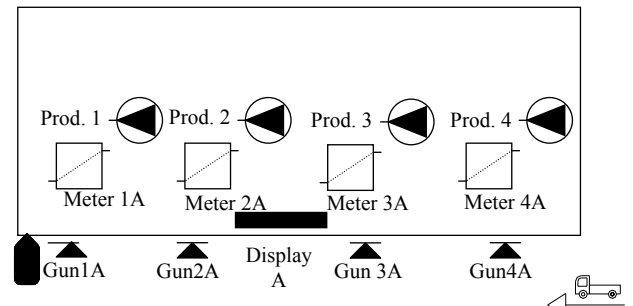 Prod. 1
Prod. 2
Prod. 3
Prod. 4
Meter 1A
Meter 2A
Meter 3A
Meter 4A
Gun1A
Gun2A
Display
A
Gun 3A
Gun4A